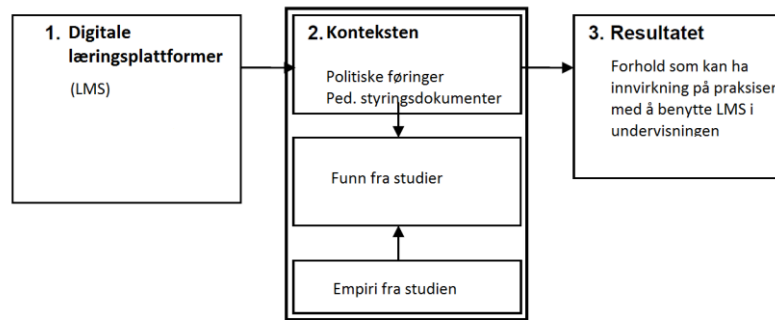 1. Digitale
læringsplattformer
(LMS)
2. Konteksten
Politiske føringer
Ped. styringsdokumenter
Funn fra studier
Empiri fra studien
3. Resultatet
Forhold som kan ha
innvirkning på praksiser
med å benytte LMS i
undervisningen